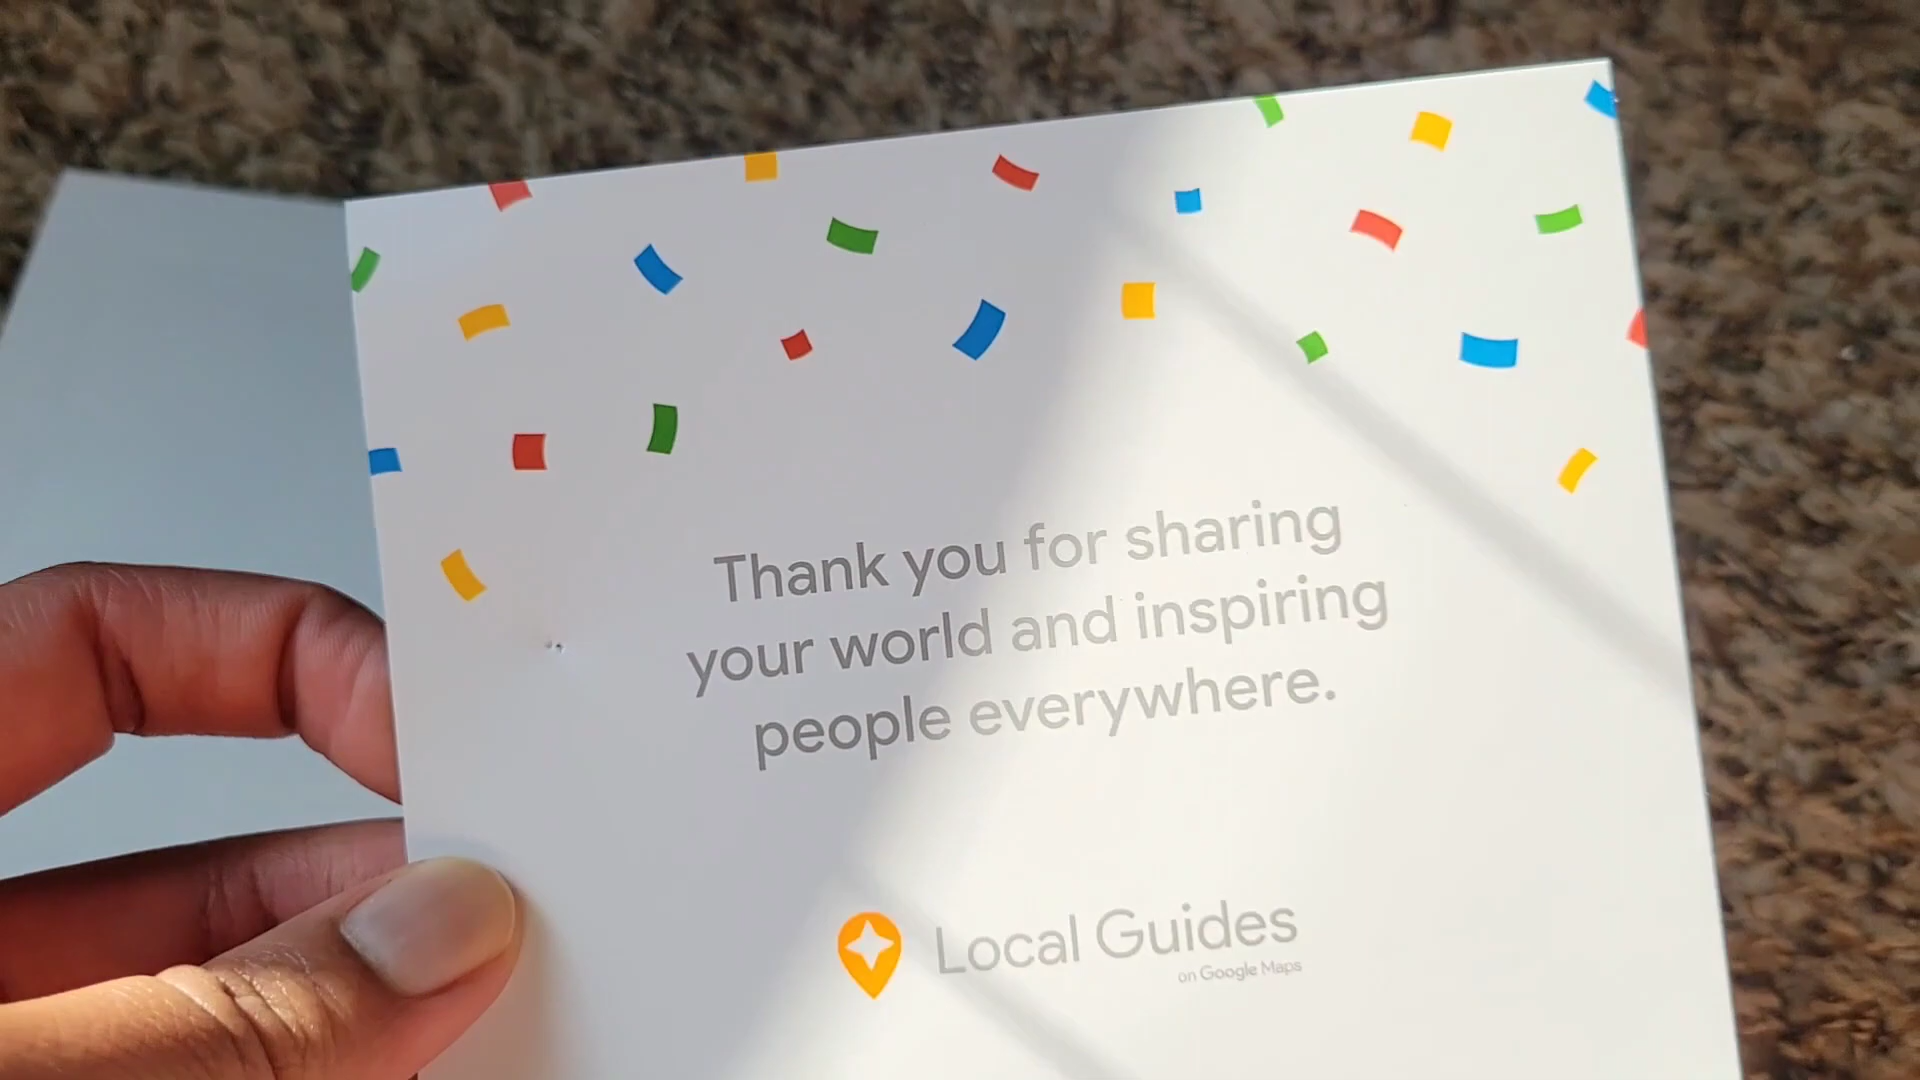 Thank you for sharing
your world and inspiring
people everywhere.
Local Guides
on Google Maps